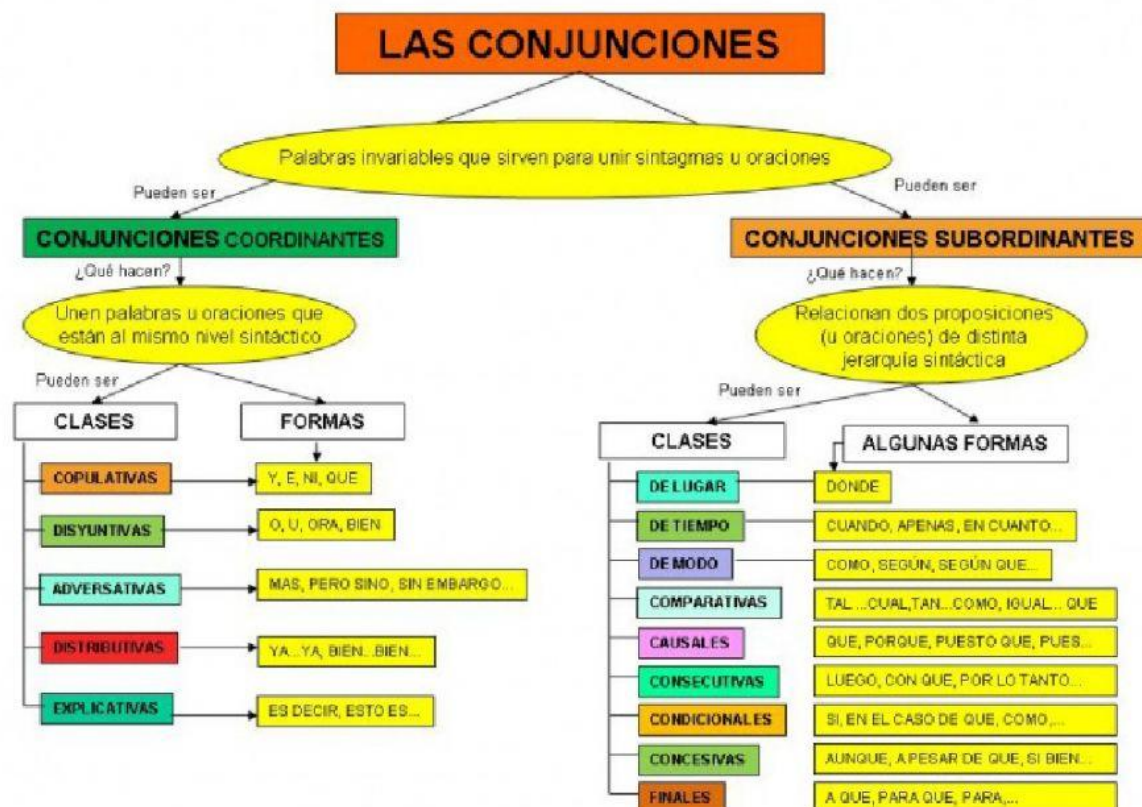 LAS CONJUNCIONES
Palabras invariables que sirven para unir sintagmas u oraciones
Pueden ser
CONJUNCIONES COORDINANTES
¿Qué hacen?
Unen palabras u oraciones que
están al mismo nivel sintáctico
Pueden ser
CLASES
FORMAS
COPULATIVAS
Y, E, NI, QUE
DISYUNTIVAS
O, U, ORA, BIEN
ADVERSATIVAS
MAS, PERO SINO, SIN EMBARGO...
DISTRIBUTIVAS
YA...YA, BIEN...BIEN...
EXPLICATIVAS
ES DECIR, ESTO ES...
Pueden ser
CONJUNCIONES SUBORDINANTES
¿Qué hacen?
Relacionan dos proposiciones
(u oraciones) de distinta
jerarquía sintáctica
Pueden ser
CLASES
ALGUNAS FORMAS
DE LUGAR
DONDE
DE TIEMPO
CUANDO, APENAS, EN CUANTO...
DE MODO
COMO, SEGÚN, SEGÚN QUE...
COMPARATIVAS
TAL...CUAL,TAN...COMO, IGUAL... QUE
CAUSALES
QUE, PORQUE, PUESTO QUE, PUES...
CONSECUTIVAS
LUEGO, CON QUE, POR LO TANTO...
CONDICIONALES
SI, EN EL CASO DE QUE, COMO,...
CONCESIVAS
AUNQUE, A PESAR DE QUE, SI BIEN...
FINALES
A QUE, PARA QUE, PARA,...